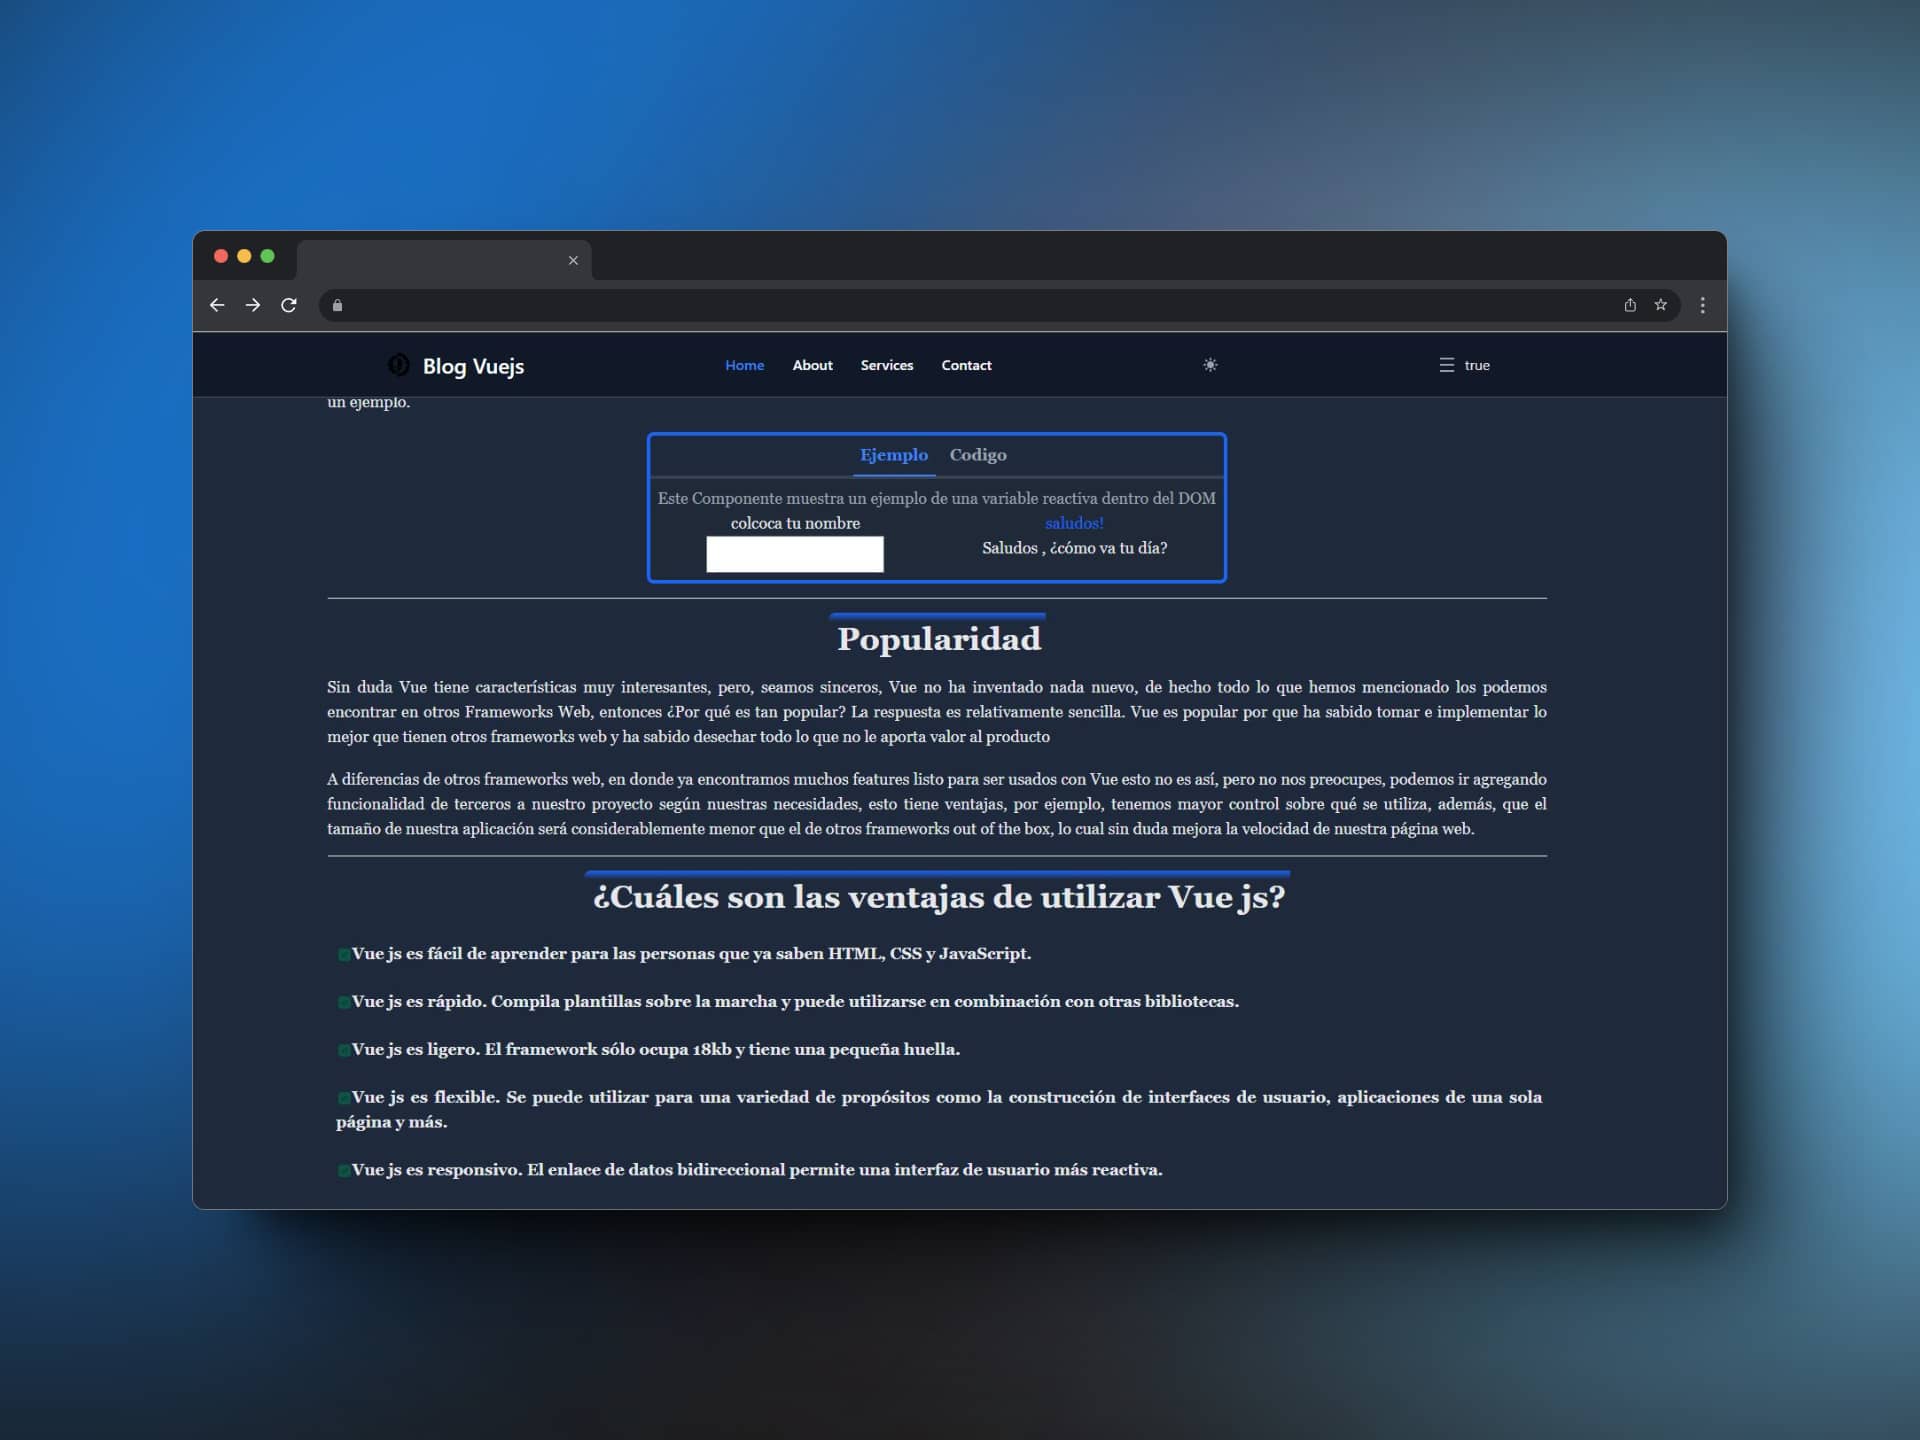 Blog Vuejs Home About Services Contact true
un ejemplo.
Ejemplo Codigo
Este Componente muestra un ejemplo de una variable reactiva dentro del DOM
colcoca tu nombre saludos!
Saludos , ¿cómo va tu día?
Popularidad
Sin duda Vue tiene características muy interesantes, pero, seamos sinceros, Vue no ha inventado nada nuevo, de hecho todo lo que hemos mencionado los podemos
encontrar en otros Frameworks Web, entonces ¿Por qué es tan popular? La respuesta es relativamente sencilla. Vue es popular por que ha sabido tomar e implementar lo
mejor que tienen otros frameworks web y ha sabido desechar todo lo que no le aporta valor al producto
A diferencias de otros frameworks web, en donde ya encontramos muchos features listo para ser usados con Vue esto no es así, pero no nos preocupes, podemos ir agregando
funcionalidad de terceros a nuestro proyecto según nuestras necesidades, esto tiene ventajas, por ejemplo, tenemos mayor control sobre qué se utiliza, además, que el
tamaño de nuestra aplicación será considerablemente menor que el de otros frameworks out of the box, lo cual sin duda mejora la velocidad de nuestra página web.
¿Cuáles son las ventajas de utilizar Vue js?
Vue js es fácil de aprender para las personas que ya saben HTML, CSS y JavaScript.
Vue js es rápido. Compila plantillas sobre la marcha y puede utilizarse en combinación con otras bibliotecas.
Vue js es ligero. El framework sólo ocupa 18kb y tiene una pequeña huella.
Vue js es flexible. Se puede utilizar para una variedad de propósitos como la construcción de interfaces de usuario, aplicaciones de una sola
página y más.
Vue js es responsivo. El enlace de datos bidireccional permite una interfaz de usuario más reactiva.